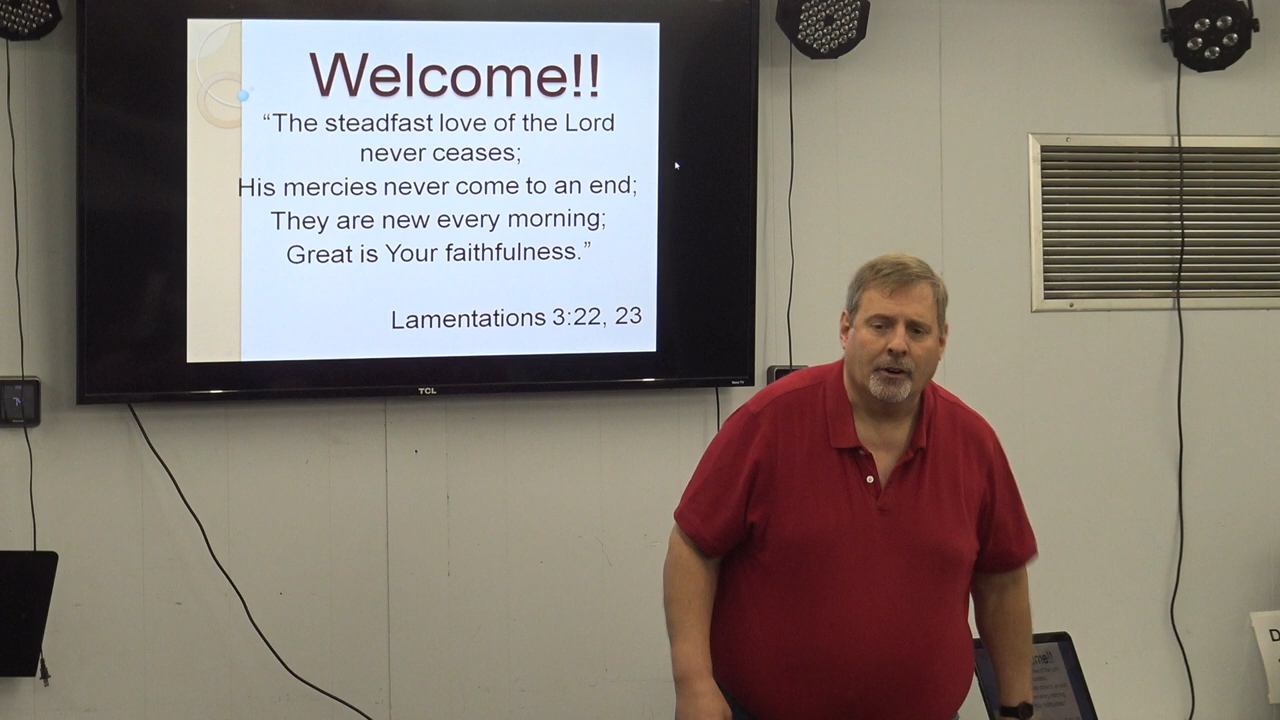 Welcome!!
“The steadfast love of the Lord
never ceases;
His mercies never come to an end;
They are new every morning;
Great is Your faithfulness.”
Lamentations 3:22, 23
TCL